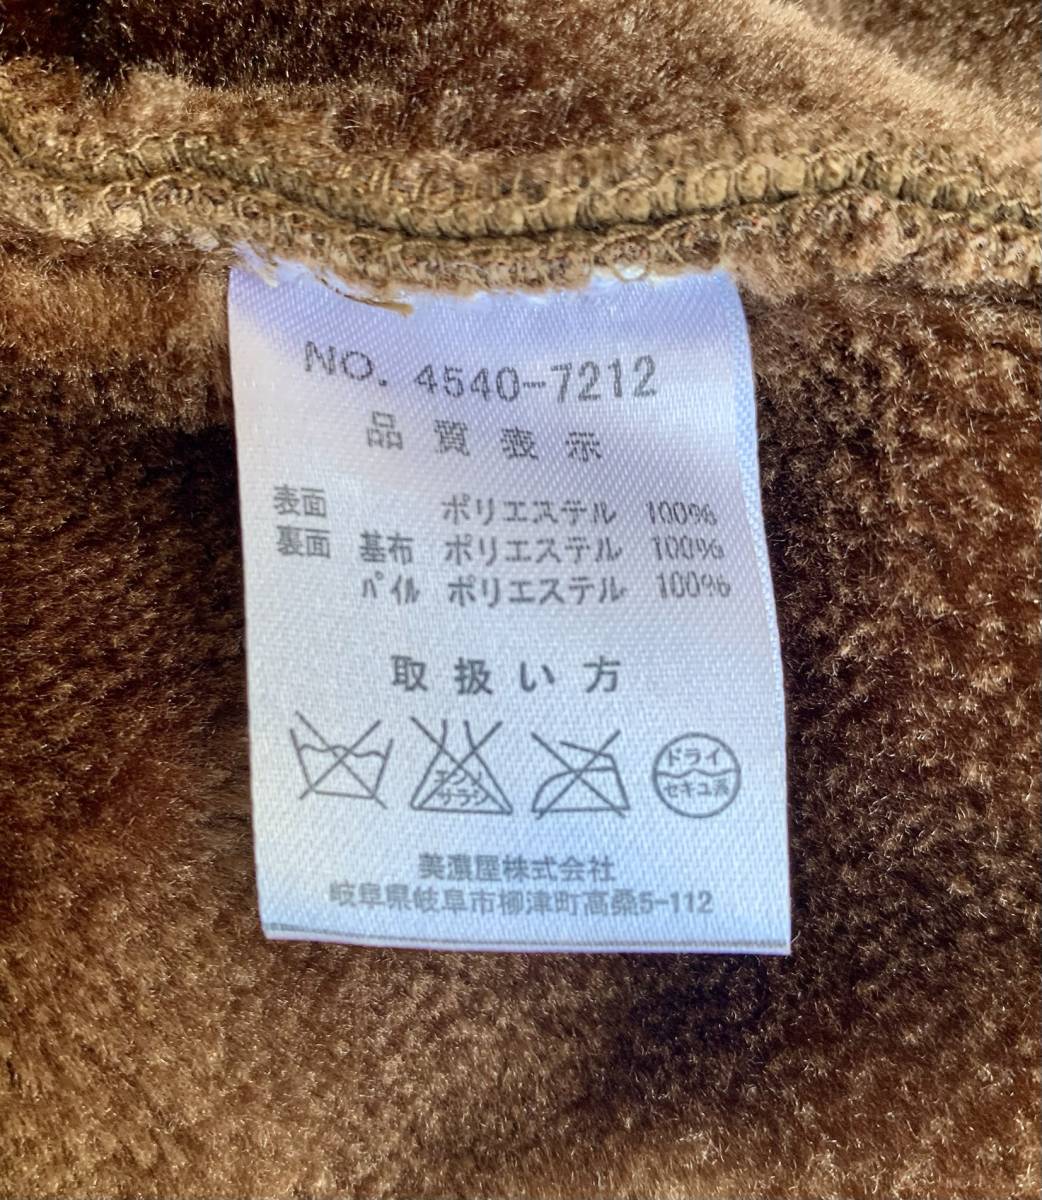 NO. 4540-7212
品質表示
表面 ポリエステル 100%
裏面 基布 ポリエステル 100%
パイル ポリエステル 100%
取扱い方
エンソ
サラシ
ドライ
セキユ系
美濃屋株式会社
岐阜県岐阜市柳津町高桑5-112